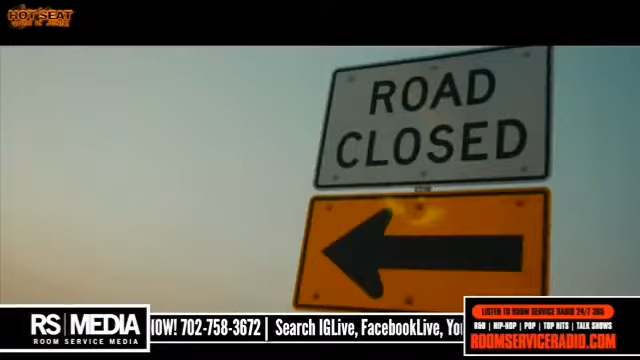 HOT SEAT
ROAD
CLOSED
RS MEDIA
ROOM SERVICE MEDIA
NOW! 702-758-3672 | Search IGLive, FacebookLive, You
LISTEN TO ROOM SERVICE RADIO 24/7 365
R&B | HIP-HOP | POP | TOP HITS | TALK SHOWS
ROOMSERVICERADIO.COM